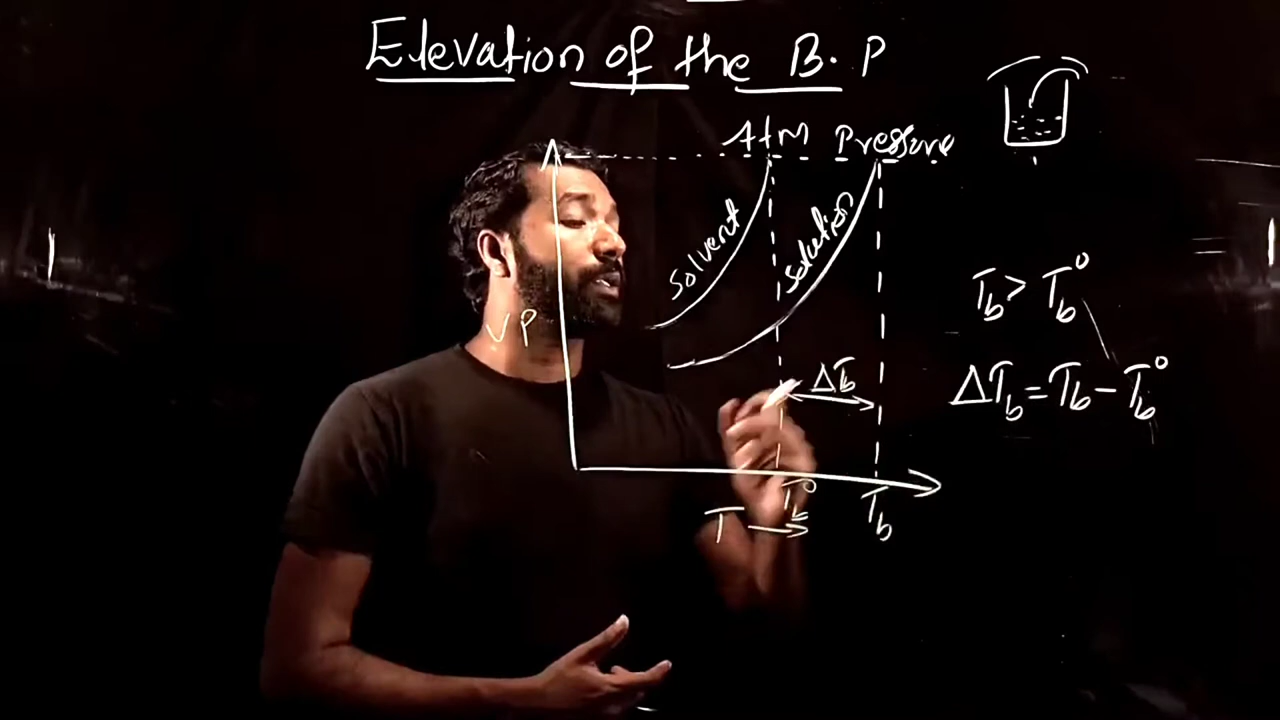 Elevation of the B.P
Atm Pressure
Solvent
Solution
VP
ΔTb
Tb°
Tb
T →
Tb > Tb°
ΔTb = Tb - Tb°